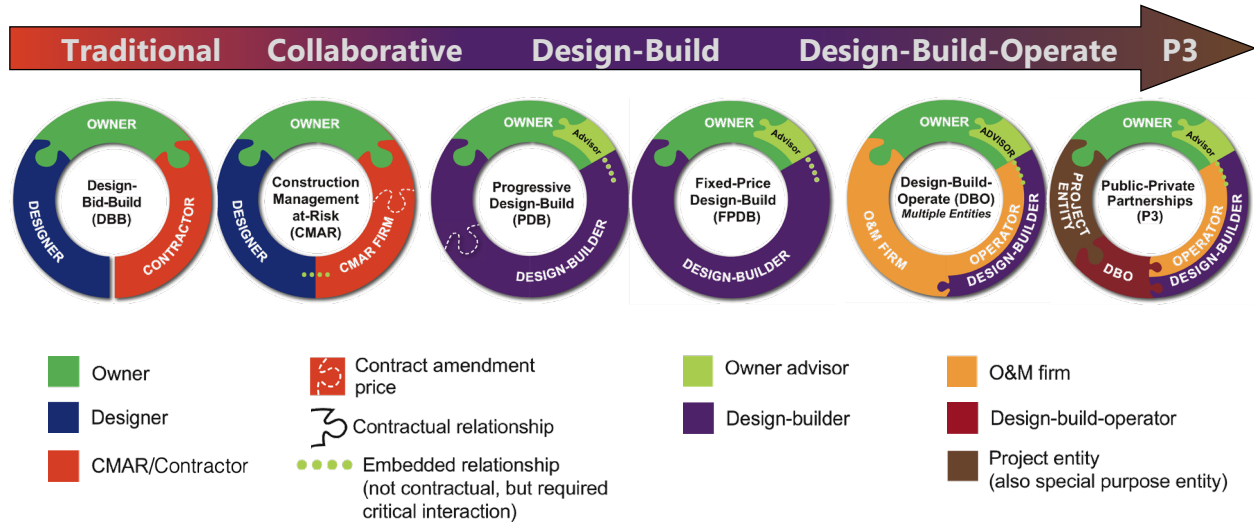 Traditional Collaborative Design-Build Design-Build-Operate P3
OWNER
DESIGNER
CONTRACTOR
Design-
Bid-Build
(DBB)
OWNER
DESIGNER
CMAR FIRM
Construction
Management
at-Risk
(CMAR)
OWNER
Advisor
DESIGN-BUILDER
Progressive
Design-Build
(PDB)
OWNER
Advisor
DESIGN-BUILDER
Fixed-Price
Design-Build
(FPDB)
OWNER
ADVISOR
O&M FIRM
OPERATOR
DESIGN-BUILDER
Design-Build-
Operate (DBO)
Multiple Entities
OWNER
Advisor
PROJECT
ENTITY
DBO
OPERATOR
DESIGN-BUILDER
Public-Private
Partnerships
(P3)
Owner
Designer
CMAR/Contractor
Contract amendment
price
Contractual relationship
Embedded relationship
(not contractual, but required
critical interaction)
Owner advisor
Design-builder
O&M firm
Design-build-operator
Project entity
(also special purpose entity)